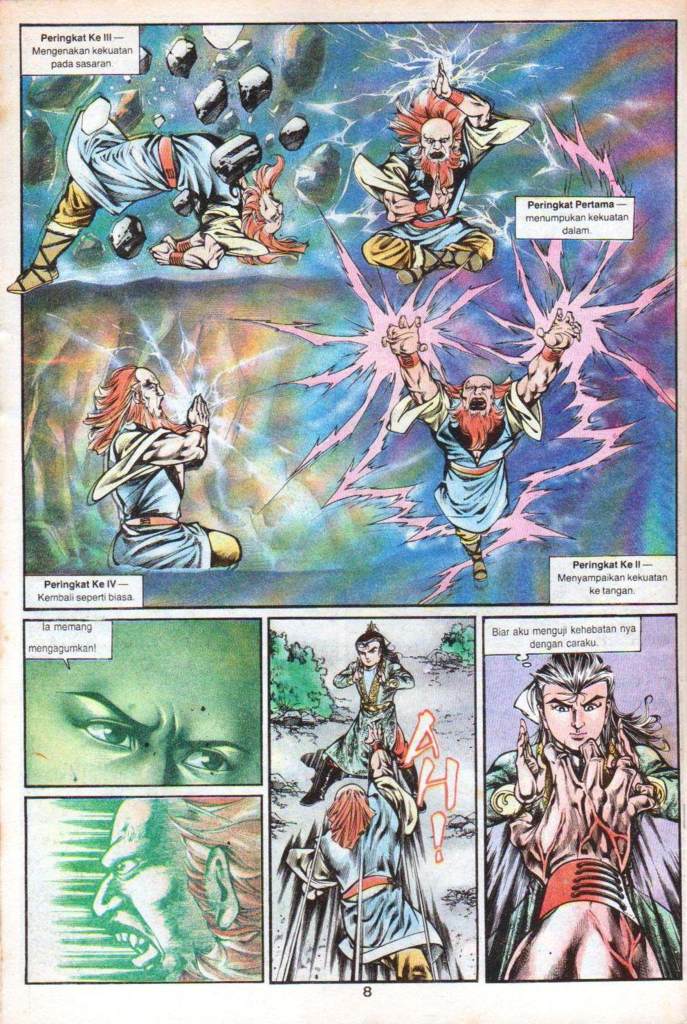 Peringkat Ke III —
Mengenakan kekuatan
pada sasaran.
Peringkat Pertama —
menumpukan kekuatan
dalam.
Peringkat Ke IV —
Kembali seperti biasa.
Peringkat Ke II —
Menyampaikan kekuatan
ke tangan.
Ia memang
mengagumkan!
AH!
Biar aku menguji kehebatan nya
dengan caraku.
8